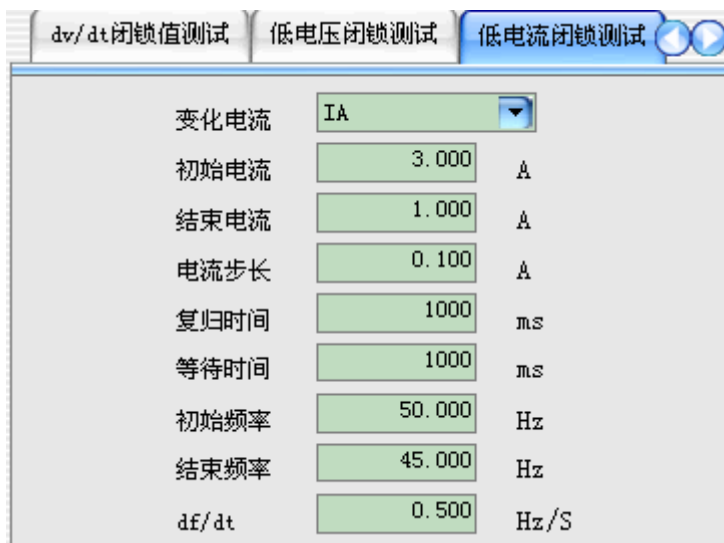 dv/dt闭锁值测试 低电压闭锁测试 低电流闭锁测试
变化电流 IA
初始电流 3.000 A
结束电流 1.000 A
电流步长 0.100 A
复归时间 1000 ms
等待时间 1000 ms
初始频率 50.000 Hz
结束频率 45.000 Hz
df/dt 0.500 Hz/S